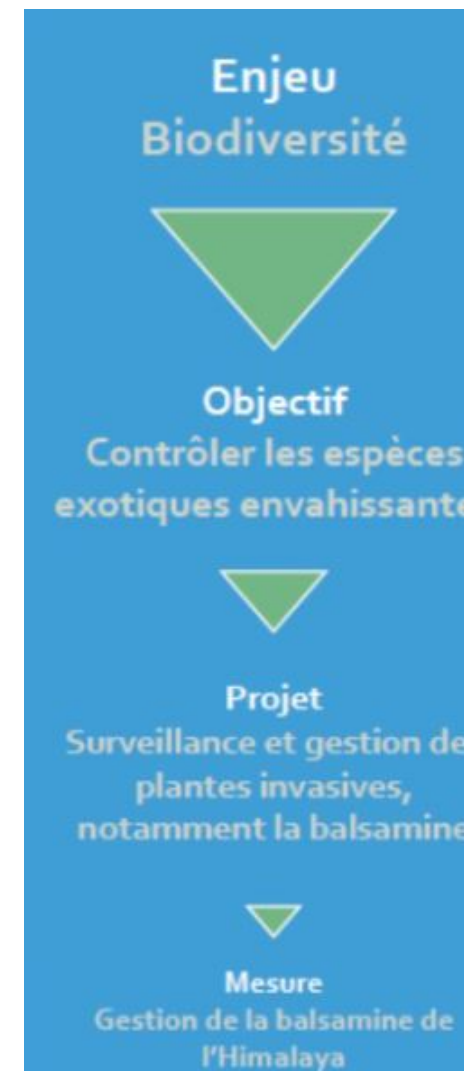 Enjeu
Biodiversité
Objectif
Contrôler les espèces
exotiques envahissante
Projet
Surveillance et gestion de
plantes invasives,
notamment la balsamine
Mesure
Gestion de la balsamine de
l'Himalaya